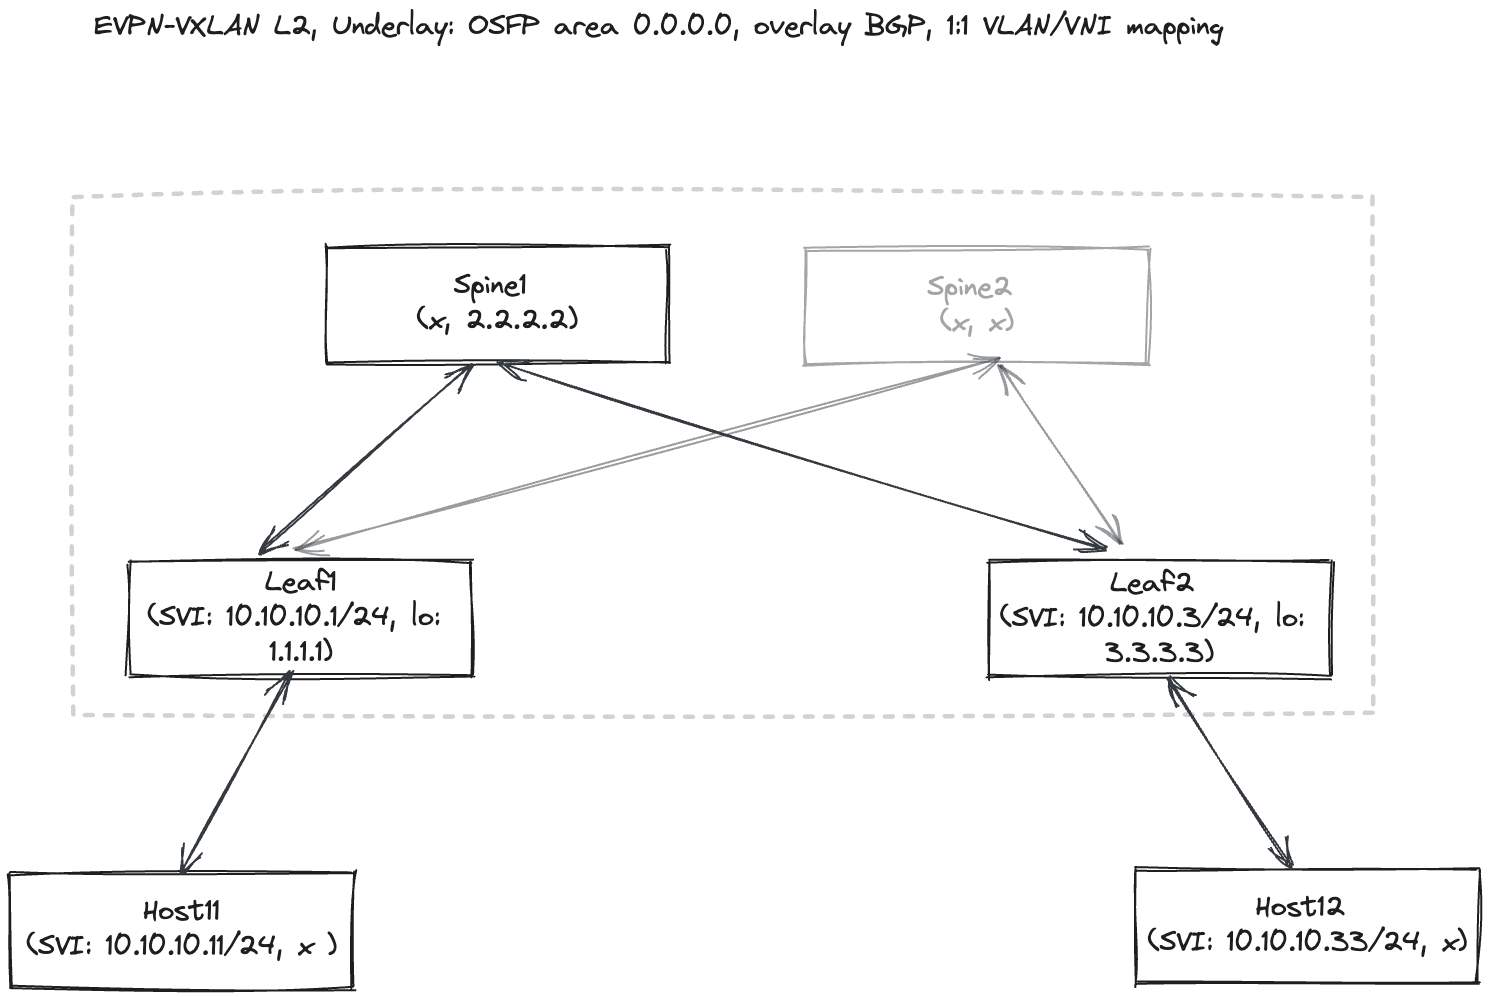 EVPN-VXLAN L2, Underlay: OSFP area 0.0.0.0, overlay BGP, 1:1 VLAN/VNI mapping
Spine1
(x, 2.2.2.2)
Spine2
(x, x)
Leaf1
(SVI: 10.10.10.1/24, lo:
1.1.1.1)
Leaf2
(SVI: 10.10.10.3/24, lo:
3.3.3.3)
Host11
(SVI: 10.10.10.11/24, x )
Host12
(SVI: 10.10.10.33/24, x)